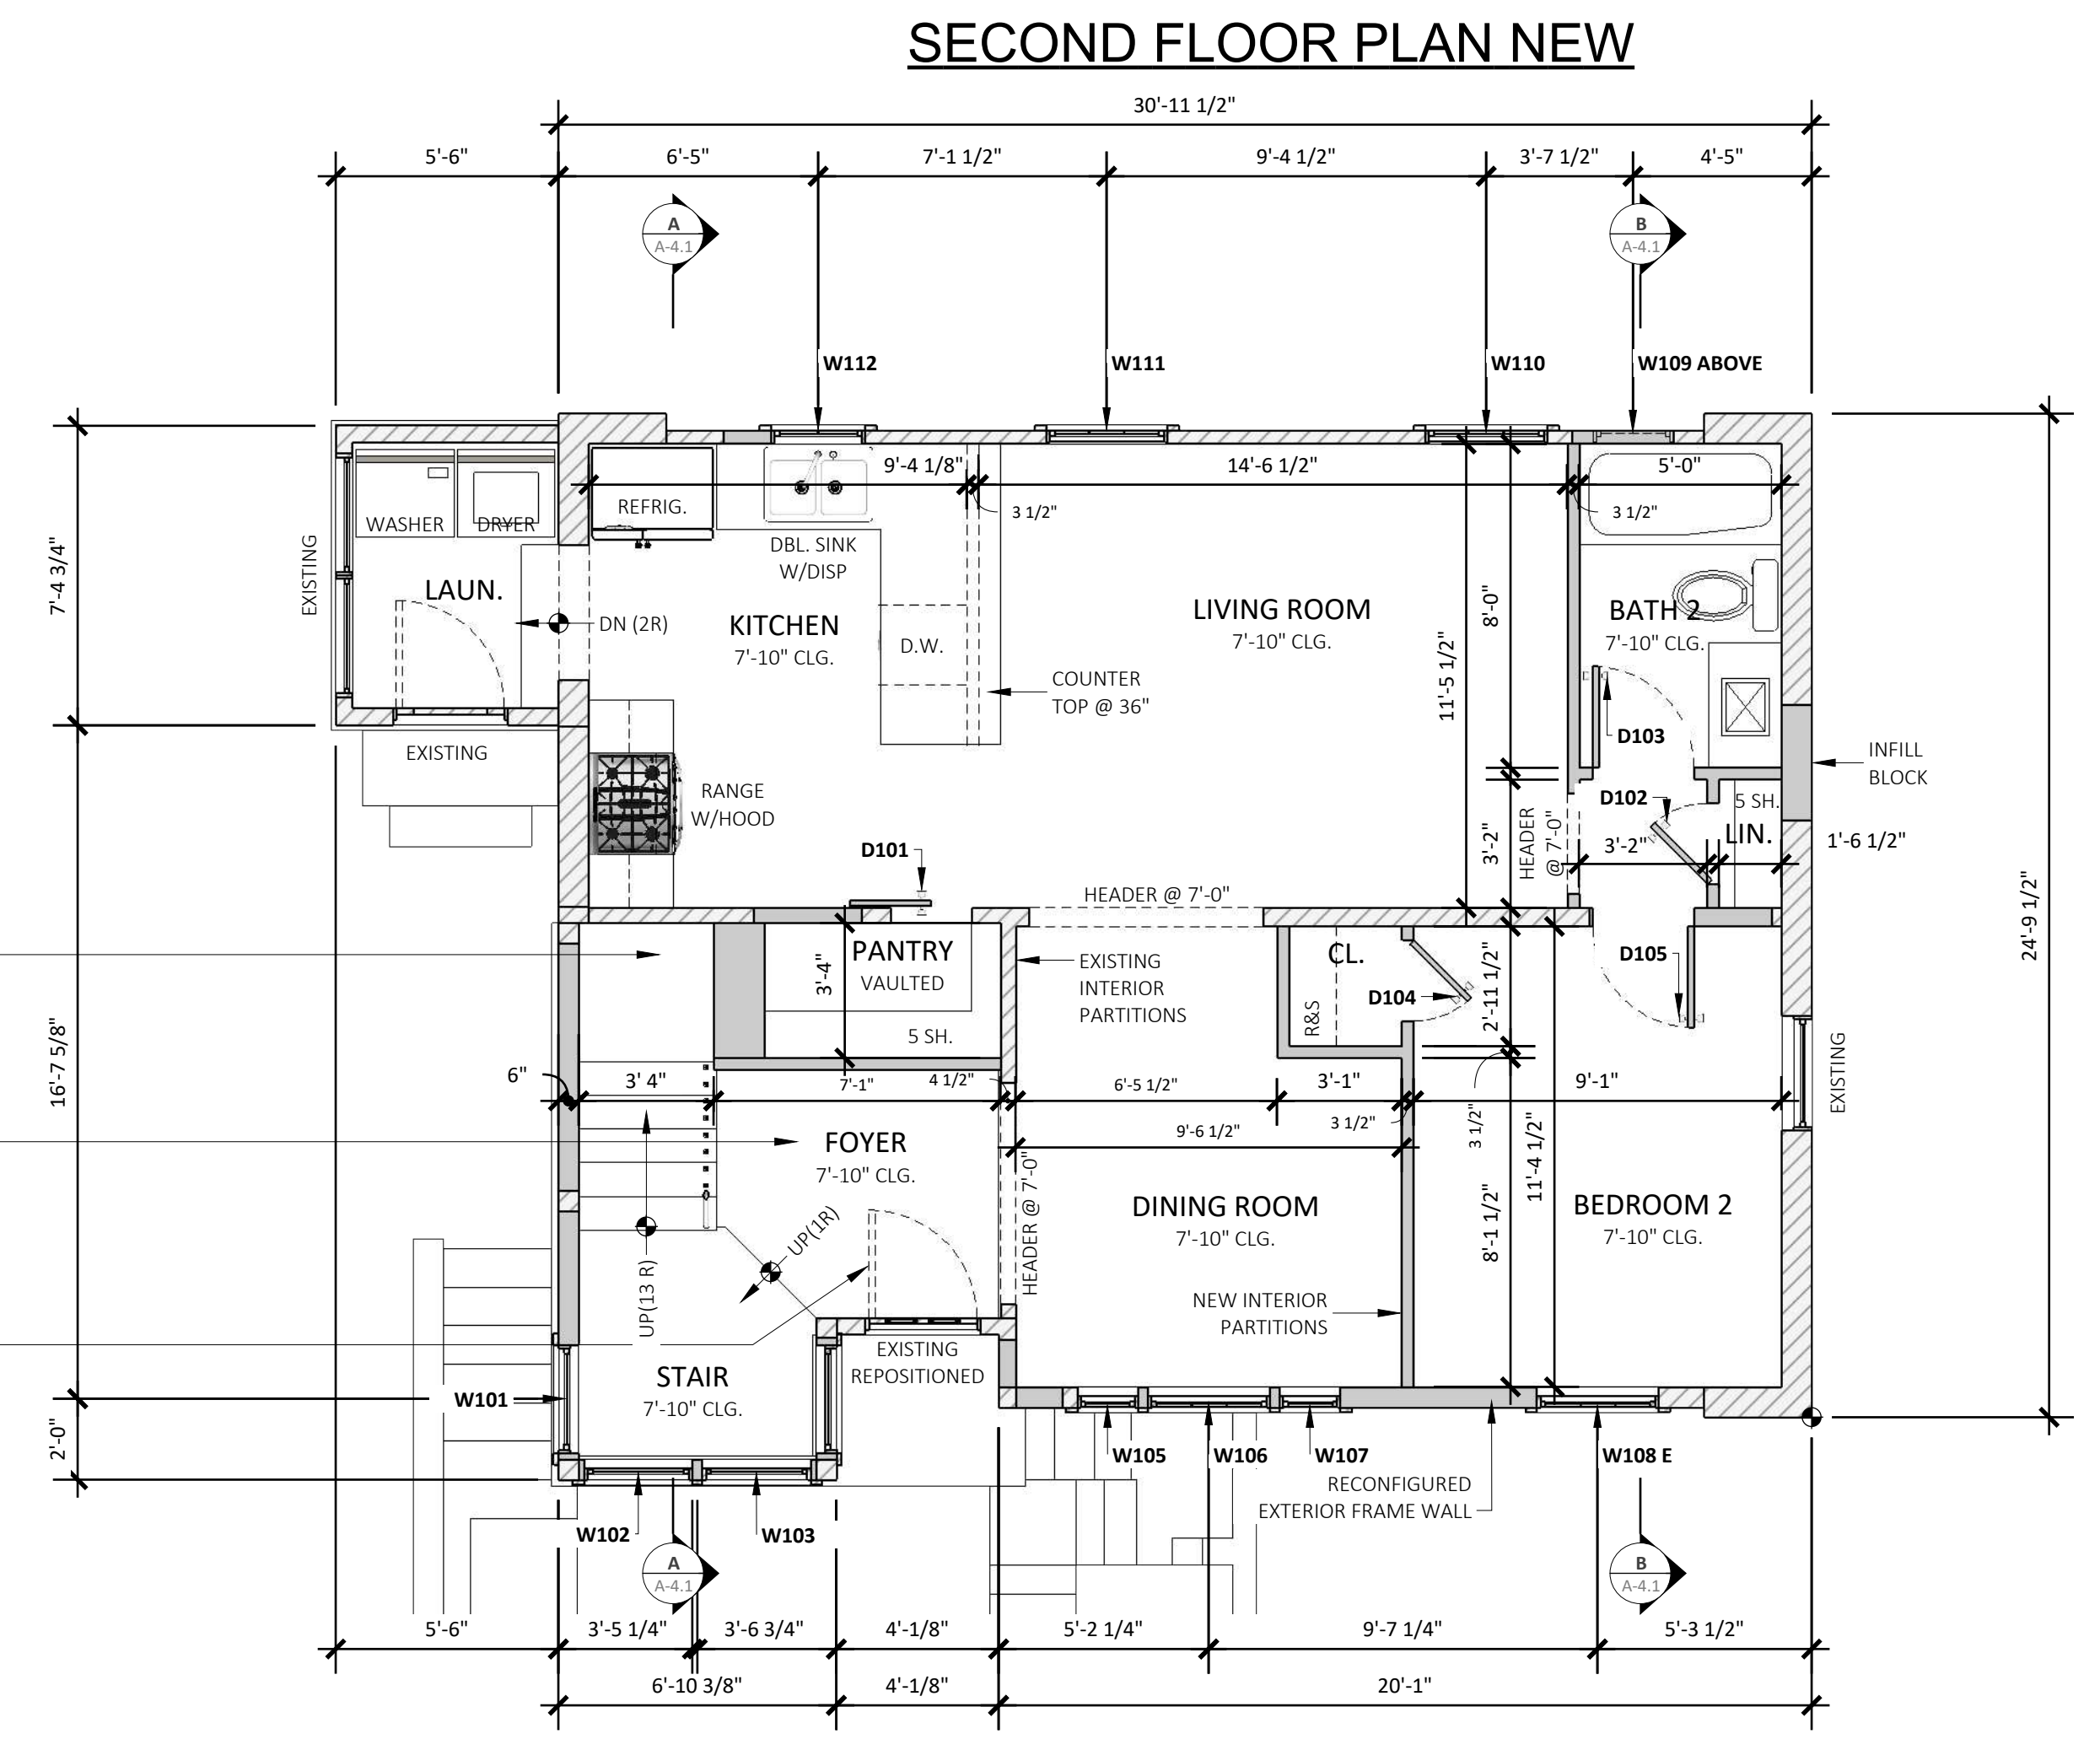 SECOND FLOOR PLAN NEW
30'-11 1/2"
5'-6"
6'-5"
7'-1 1/2"
9'-4 1/2"
3'-7 1/2"
4'-5"
A
A-4.1
B
A-4.1
W112
W111
W110
W109 ABOVE
9'-4 1/8"
14'-6 1/2"
5'-0"
3 1/2"
3 1/2"
REFRIG.
WASHER
DRYER
DBL. SINK
W/DISP
EXISTING
7'-4 3/4"
LAUN.
DN (2R)
KITCHEN
7'-10" CLG.
D.W.
LIVING ROOM
7'-10" CLG.
8'-0"
11'-5 1/2"
BATH 2
7'-10" CLG.
COUNTER
TOP @ 36"
D103
EXISTING
INFILL
BLOCK
RANGE
W/HOOD
D102
5 SH.
LIN.
3'-2"
3'-2"
HEADER
@ 7'-0"
1'-6 1/2"
D101
HEADER @ 7'-0"
24'-9 1/2"
PANTRY
VAULTED
3'-4"
5 SH.
EXISTING
INTERIOR
PARTITIONS
CL.
R&S
D104
2'-11 1/2"
D105
16'-7 5/8"
EXISTING
6"
3' 4"
7'-1"
4 1/2"
6'-5 1/2"
3'-1"
9'-1"
3 1/2"
3 1/2"
9'-6 1/2"
11'-4 1/2"
FOYER
7'-10" CLG.
HEADER @ 7'-0"
DINING ROOM
7'-10" CLG.
8'-1 1/2"
BEDROOM 2
7'-10" CLG.
UP(1R)
UP(13 R)
NEW INTERIOR
PARTITIONS
EXISTING
REPOSITIONED
STAIR
7'-10" CLG.
W101
2'-0"
W105
W106
W107
W108 E
RECONFIGURED
EXTERIOR FRAME WALL
W102
W103
A
A-4.1
B
A-4.1
5'-6"
3'-5 1/4"
3'-6 3/4"
4'-1/8"
5'-2 1/4"
9'-7 1/4"
5'-3 1/2"
6'-10 3/8"
4'-1/8"
20'-1"